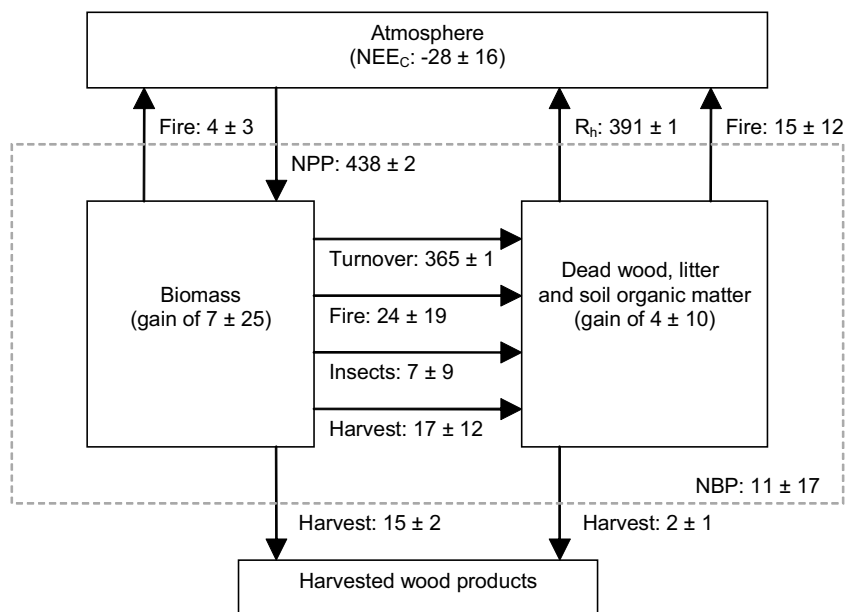 Atmosphere
(NEE_C: -28 ± 16)
Fire: 4 ± 3
R_h: 391 ± 1
Fire: 15 ± 12
NPP: 438 ± 2
Turnover: 365 ± 1
Biomass
(gain of 7 ± 25)
Dead wood, litter
and soil organic matter
(gain of 4 ± 10)
Fire: 24 ± 19
Insects: 7 ± 9
Harvest: 17 ± 12
NBP: 11 ± 17
Harvest: 15 ± 2
Harvest: 2 ± 1
Harvested wood products